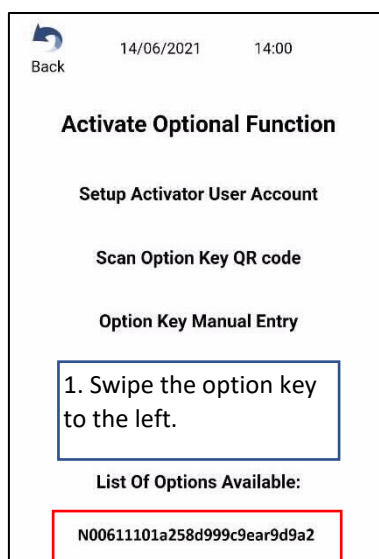 14/06/2021 14:00
Back
Activate Optional Function
Setup Activator User Account
Scan Option Key QR code
Option Key Manual Entry
1. Swipe the option key
to the left.
List Of Options Available:
N00611101a258d999c9ear9d9a2